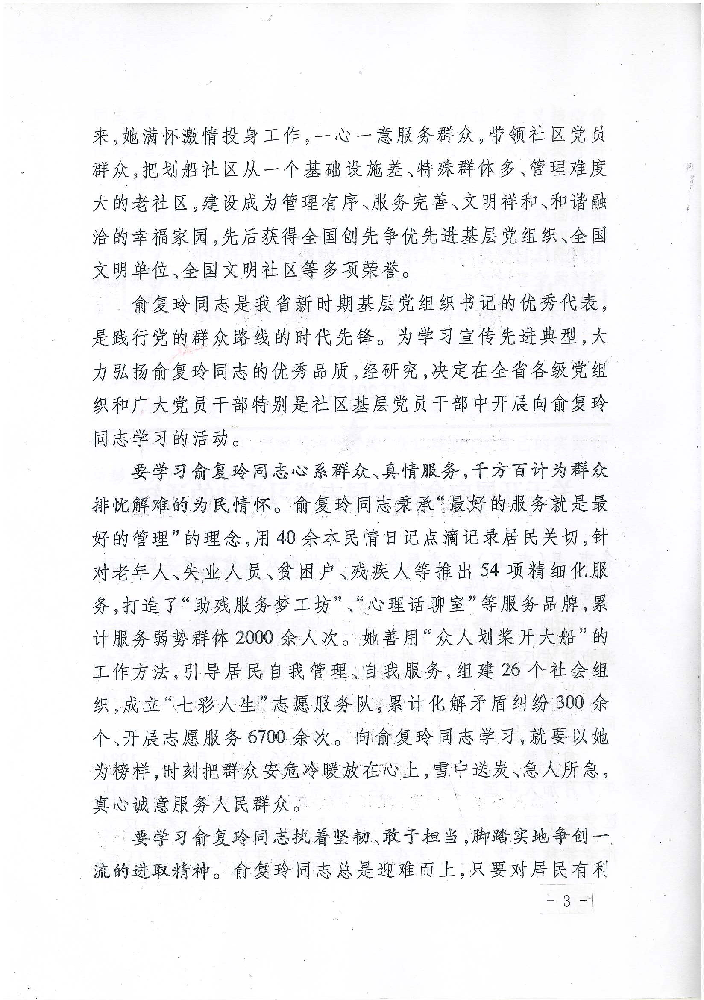 来,她满怀激情投身工作,一心一意服务群众,带领社区党员
群众,把划船社区从一个基础设施差、特殊群体多、管理难度
大的老社区,建设成为管理有序、服务完善、文明祥和、和谐融
洽的幸福家园,先后获得全国创先争优先进基层党组织、全国
文明单位、全国文明社区等多项荣誉。
俞复玲同志是我省新时期基层党组织书记的优秀代表,
是践行党的群众路线的时代先锋。为学习宣传先进典型,大
力弘扬俞复玲同志的优秀品质,经研究,决定在全省各级党组
织和广大党员干部特别是社区基层党员干部中开展向俞复玲
同志学习的活动。
要学习俞复玲同志心系群众、真情服务,千方百计为群众
排忧解难的为民情怀。俞复玲同志秉承“最好的服务就是最
好的管理”的理念,用 40 余本民情日记点滴记录居民关切,针
对老年人、失业人员、贫困户、残疾人等推出 54 项精细化服
务,打造了“助残服务梦工坊”、“心理话聊室”等服务品牌,累
计服务弱势群体 2000 余人次。她善用“众人划桨开大船”的
工作方法,引导居民自我管理、自我服务,组建 26 个社会组
织,成立“七彩人生”志愿服务队,累计化解矛盾纠纷 300 余
个、开展志愿服务 6700 余次。向俞复玲同志学习,就要以她
为榜样,时刻把群众安危冷暖放在心上,雪中送炭、急人所急,
真心诚意服务人民群众。
要学习俞复玲同志执着坚韧、敢于担当,脚踏实地争创一
流的进取精神。俞复玲同志总是迎难而上,只要对居民有利
- 3 -